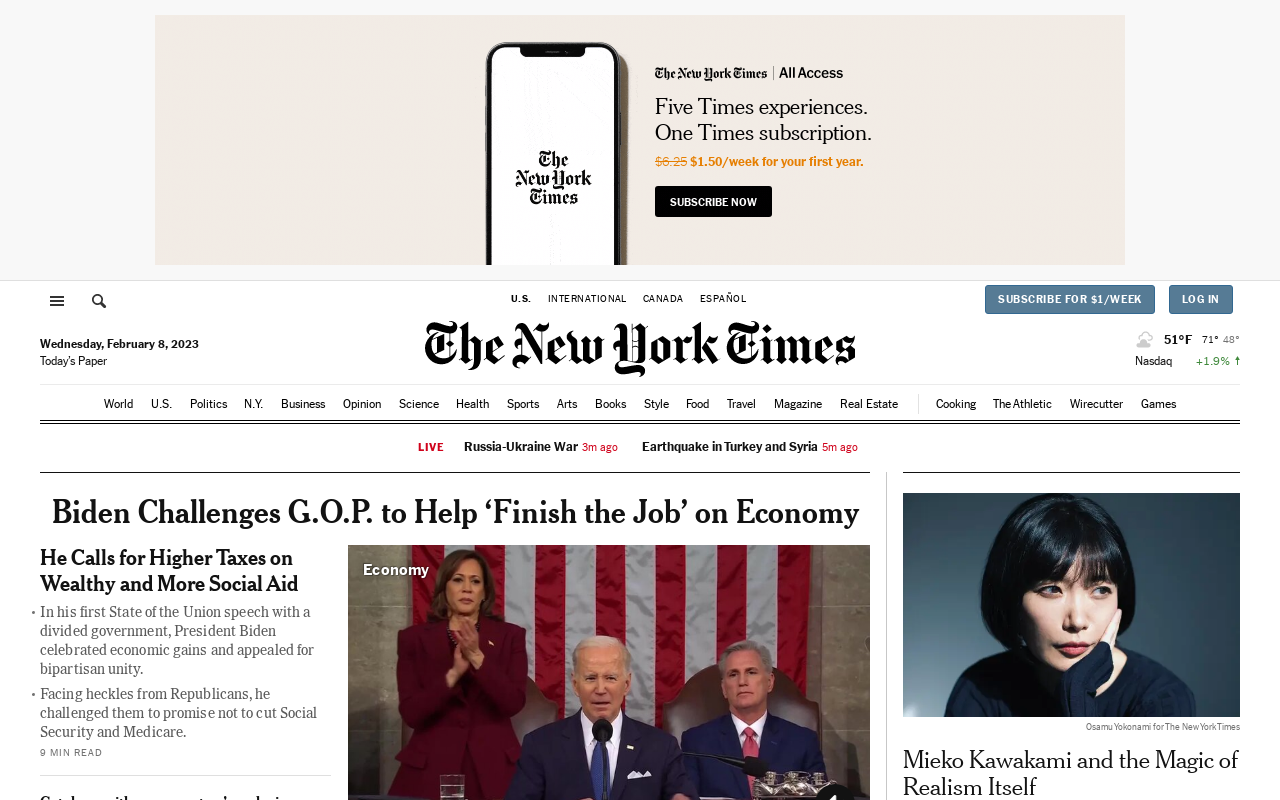 The New York Times
The New York Times | All Access
Five Times experiences.
One Times subscription.
$6.25 $1.50/week for your first year.
SUBSCRIBE NOW
U.S. INTERNATIONAL CANADA ESPAÑOL
SUBSCRIBE FOR $1/WEEK LOG IN
The New York Times
Wednesday, February 8, 2023
Today's Paper
51°F 71° 48°
Nasdaq +1.9% ↑
World U.S. Politics N.Y. Business Opinion Science Health Sports Arts Books Style Food Travel Magazine Real Estate Cooking The Athletic Wirecutter Games
LIVE Russia-Ukraine War 3m ago Earthquake in Turkey and Syria 5m ago
Biden Challenges G.O.P. to Help ‘Finish the Job’ on Economy
He Calls for Higher Taxes on
Wealthy and More Social Aid
• In his first State of the Union speech with a
divided government, President Biden
celebrated economic gains and appealed for
bipartisan unity.
• Facing heckles from Republicans, he
challenged them to promise not to cut Social
Security and Medicare.
9 MIN READ
Economy
Osamu Yokonami for The New York Times
Mieko Kawakami and the Magic of
Realism Itself